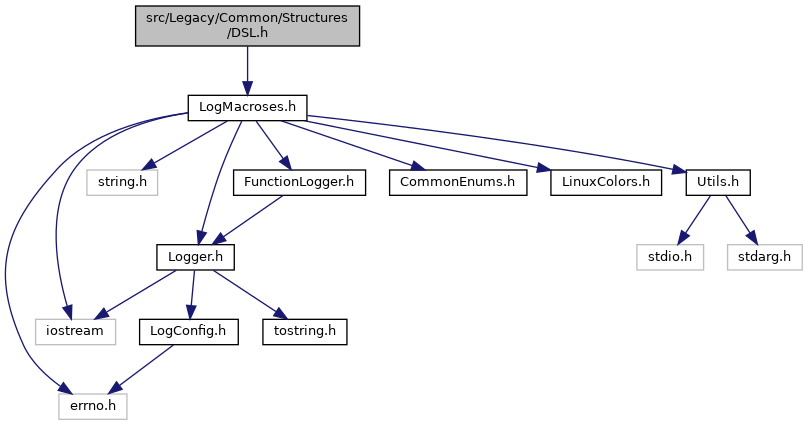 src/Legacy/Common/Structures
/DSL.h
LogMacroses.h
string.h
FunctionLogger.h
CommonEnums.h
LinuxColors.h
Utils.h
Logger.h
stdio.h
stdarg.h
iostream
LogConfig.h
tostring.h
errno.h